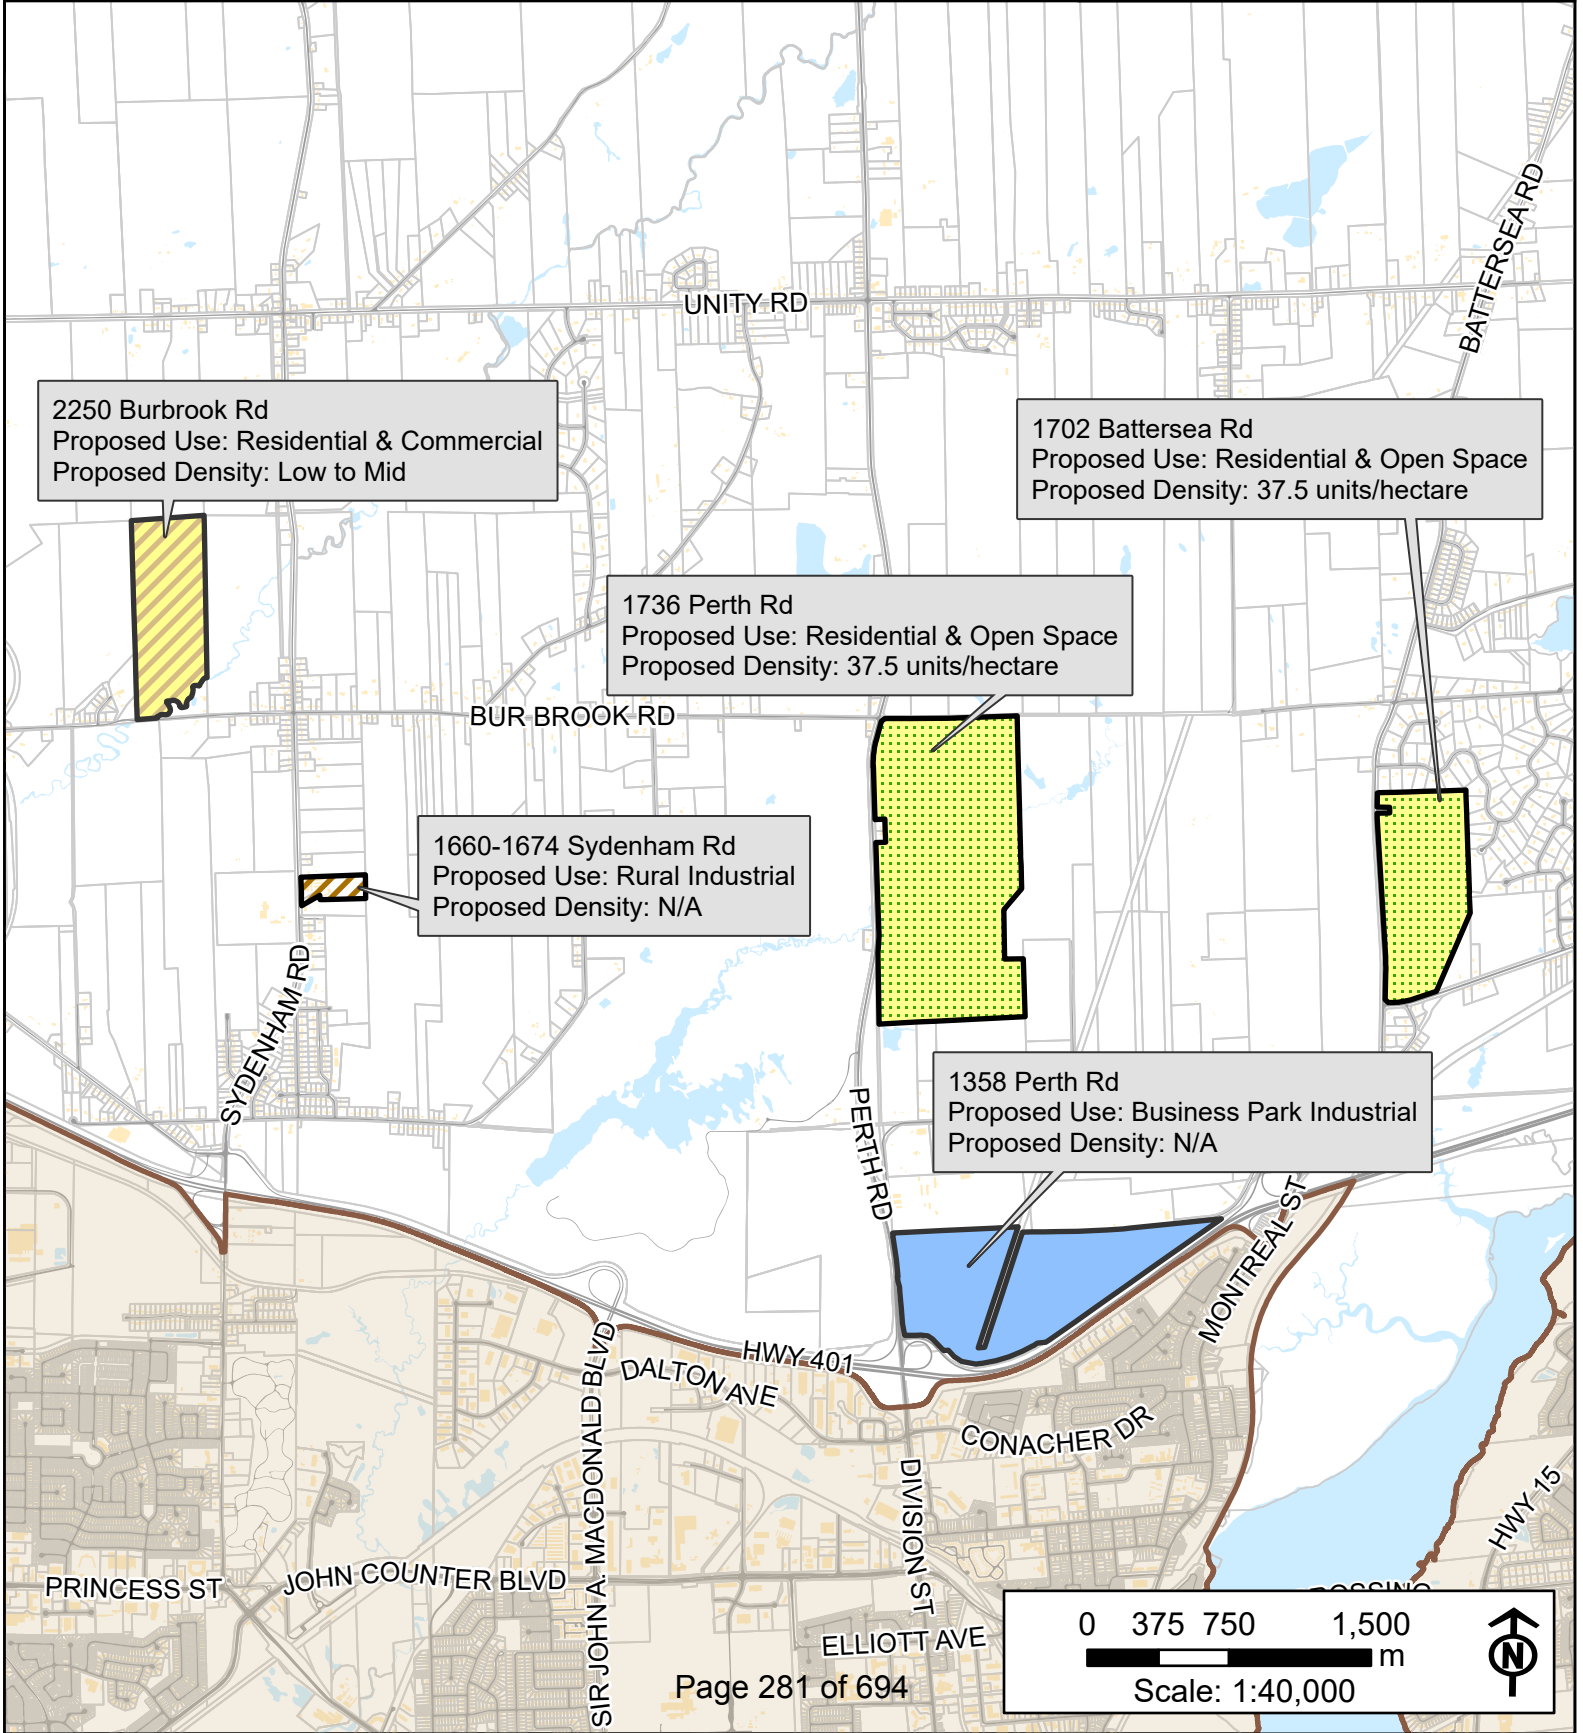 BATTERSEA RD
UNITY RD
2250 Burbrook Rd
Proposed Use: Residential & Commercial
Proposed Density: Low to Mid
1702 Battersea Rd
Proposed Use: Residential & Open Space
Proposed Density: 37.5 units/hectare
1736 Perth Rd
Proposed Use: Residential & Open Space
Proposed Density: 37.5 units/hectare
BUR BROOK RD
1660-1674 Sydenham Rd
Proposed Use: Rural Industrial
Proposed Density: N/A
SYDENHAM RD
1358 Perth Rd
Proposed Use: Business Park Industrial
Proposed Density: N/A
PERTH RD
MONTREAL ST
HWY 401
DALTON AVE
SIR JOHN A. MACDONALD BLVD
CONACHER DR
DIVISION ST
HWY 15
PRINCESS ST
JOHN COUNTER BLVD
ELLIOTT AVE
0 375 750 1,500
m
Scale: 1:40,000
N
Page 281 of 694